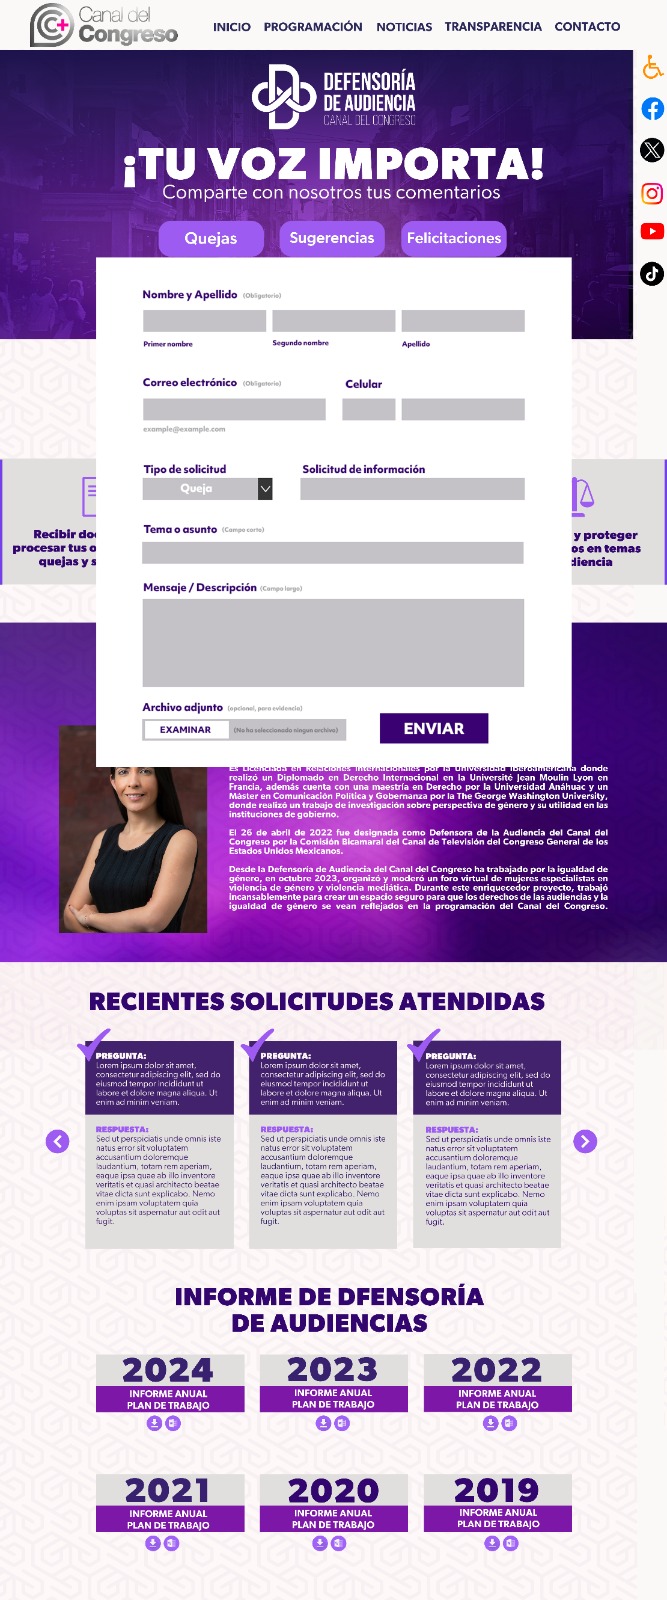 Canal del
Congreso
INICIO PROGRAMACIÓN NOTICIAS TRANSPARENCIA CONTACTO
DEFENSORÍA
DE AUDIENCIA
CANAL DEL CONGRESO
¡TU VOZ IMPORTA!
Comparte con nosotros tus comentarios
Quejas Sugerencias Felicitaciones
Nombre y Apellido (Obligatorio)
Primer nombre Segundo nombre Apellido
Correo electrónico (Obligatorio) Celular
example@example.com
Tipo de solicitud Solicitud de información
Queja
Tema o asunto (Campo corto)
Mensaje / Descripción (Campo largo)
Archivo adjunto (opcional, para evidencia)
EXAMINAR (No ha seleccionado ningun archivo)
ENVIAR
Recibir do
procesar tus o
quejas y s
y proteger
os en temas
diencia
Es Licenciada en Relaciones Internacionales por la Universidad Iberoamericana donde
realizó un Diplomado en Derecho Internacional en la Université Jean Moulin Lyon en
Francia, además cuenta con una maestría en Derecho por la Universidad Anáhuac y un
Máster en Comunicación Política y Gobernanza por la The George Washington University,
donde realizó un trabajo de investigación sobre perspectiva de género y su utilidad en las
instituciones de gobierno.
El 26 de abril de 2022 fue designada como Defensora de la Audiencia del Canal del
Congreso por la Comisión Bicamaral del Canal de Televisión del Congreso General de los
Estados Unidos Mexicanos.
Desde la Defensoría de Audiencia del Canal del Congreso ha trabajado por la igualdad de
género, en octubre 2023, organizó y moderó un foro virtual de mujeres especialistas en
violencia de género y violencia mediática. Durante este enriquecedor proyecto, trabajó
incansablemente para crear un espacio seguro para que los derechos de las audiencias y la
igualdad de género se vean reflejados en la programación del Canal del Congreso.
RECIENTES SOLICITUDES ATENDIDAS
PREGUNTA:
Lorem ipsum dolor sit amet,
consectetur adipiscing elit, sed do
eiusmod tempor incididunt ut
labore et dolore magna aliqua. Ut
enim ad minim veniam.
RESPUESTA:
Sed ut perspiciatis unde omnis iste
natus error sit voluptatem
accusantium doloremque
laudantium, totam rem aperiam,
eaque ipsa quae ab illo inventore
veritatis et quasi architecto beatae
vitae dicta sunt explicabo. Nemo
enim ipsam voluptatem quia
voluptas sit aspernatur aut odit aut
fugit.
PREGUNTA:
Lorem ipsum dolor sit amet,
consectetur adipiscing elit, sed do
eiusmod tempor incididunt ut
labore et dolore magna aliqua. Ut
enim ad minim veniam.
RESPUESTA:
Sed ut perspiciatis unde omnis iste
natus error sit voluptatem
accusantium doloremque
laudantium, totam rem aperiam,
eaque ipsa quae ab illo inventore
veritatis et quasi architecto beatae
vitae dicta sunt explicabo. Nemo
enim ipsam voluptatem quia
voluptas sit aspernatur aut odit aut
fugit.
PREGUNTA:
Lorem ipsum dolor sit amet,
consectetur adipiscing elit, sed do
eiusmod tempor incididunt ut
labore et dolore magna aliqua. Ut
enim ad minim veniam.
RESPUESTA:
Sed ut perspiciatis unde omnis iste
natus error sit voluptatem
accusantium doloremque
laudantium, totam rem aperiam,
eaque ipsa quae ab illo inventore
veritatis et quasi architecto beatae
vitae dicta sunt explicabo. Nemo
enim ipsam voluptatem quia
voluptas sit aspernatur aut odit aut
fugit.
INFORME DE DFENSORÍA
DE AUDIENCIAS
2024
INFORME ANUAL
PLAN DE TRABAJO
2023
INFORME ANUAL
PLAN DE TRABAJO
2022
INFORME ANUAL
PLAN DE TRABAJO
2021
INFORME ANUAL
PLAN DE TRABAJO
2020
INFORME ANUAL
PLAN DE TRABAJO
2019
INFORME ANUAL
PLAN DE TRABAJO